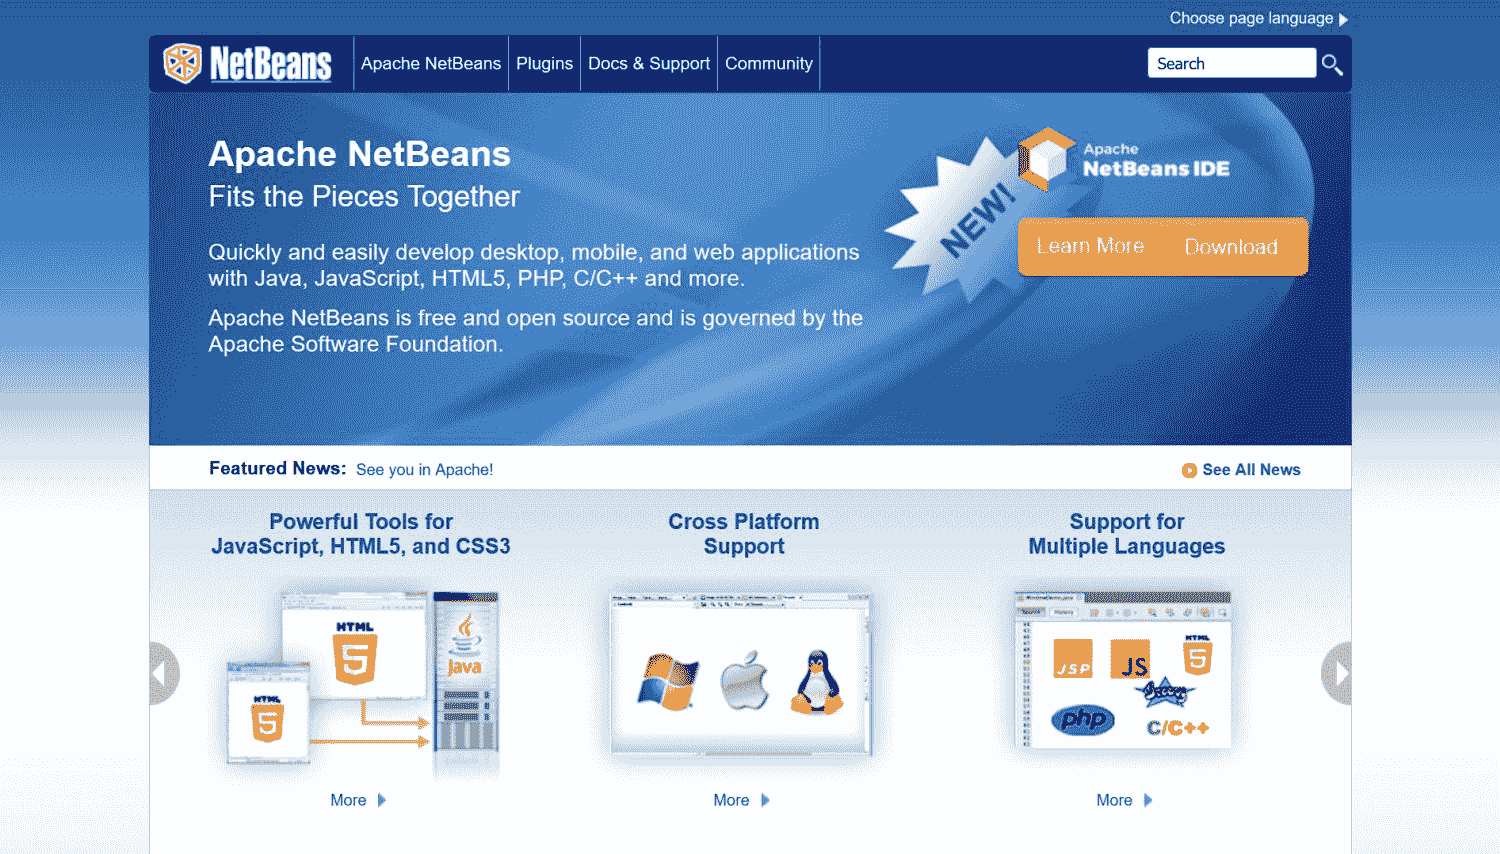 Choose page language
NetBeans
Apache NetBeans
Plugins
Docs & Support
Community
Search
Apache NetBeans
Fits the Pieces Together
Quickly and easily develop desktop, mobile, and web applications
with Java, JavaScript, HTML5, PHP, C/C++ and more.
Apache NetBeans is free and open source and is governed by the
Apache Software Foundation.
NEW!
Apache
NetBeans IDE
Learn More
Download
Featured News: See you in Apache!
See All News
Powerful Tools for
JavaScript, HTML5, and CSS3
HTML
5
HTML
5
Java
More
Cross Platform
Support
More
Support for
Multiple Languages
JSP
JS
HTML
5
php
C/C++
More